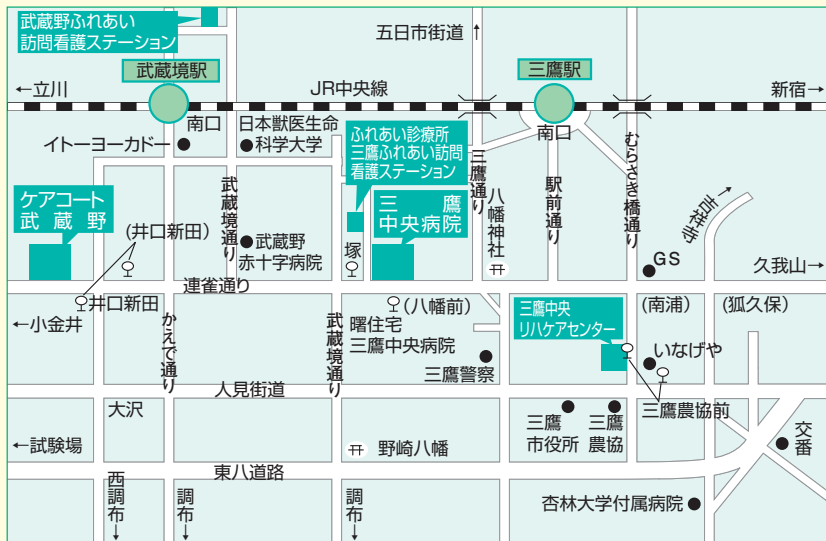 武蔵野ふれあい
訪問看護ステーション
五日市街道↑
武蔵境駅
三鷹駅
←立川
JR中央線
新宿→
南口
南口
イトーヨーカドー
日本獣医生命
科学大学
ふれあい診療所
三鷹ふれあい訪問
看護ステーション
三鷹通り
駅前通り
むらさき橋通り
吉祥寺→
ケアコート
武蔵野
(井口新田)
武蔵境通り
武蔵野
赤十字病院
塚
三鷹
中央病院
八幡神社
GS
久我山→
連雀通り
井口新田
←小金井
かえで通り
武蔵境通り
(八幡前)
曙住宅
三鷹中央病院
三鷹警察
三鷹中央
リハケアセンター
(南浦)
(狐久保)
いなげや
人見街道
大沢
三鷹
市役所
三鷹
農協
三鷹農協前
交番
←試験場
野崎八幡
東八道路
西調布↓
調布↓
調布↓
杏林大学付属病院